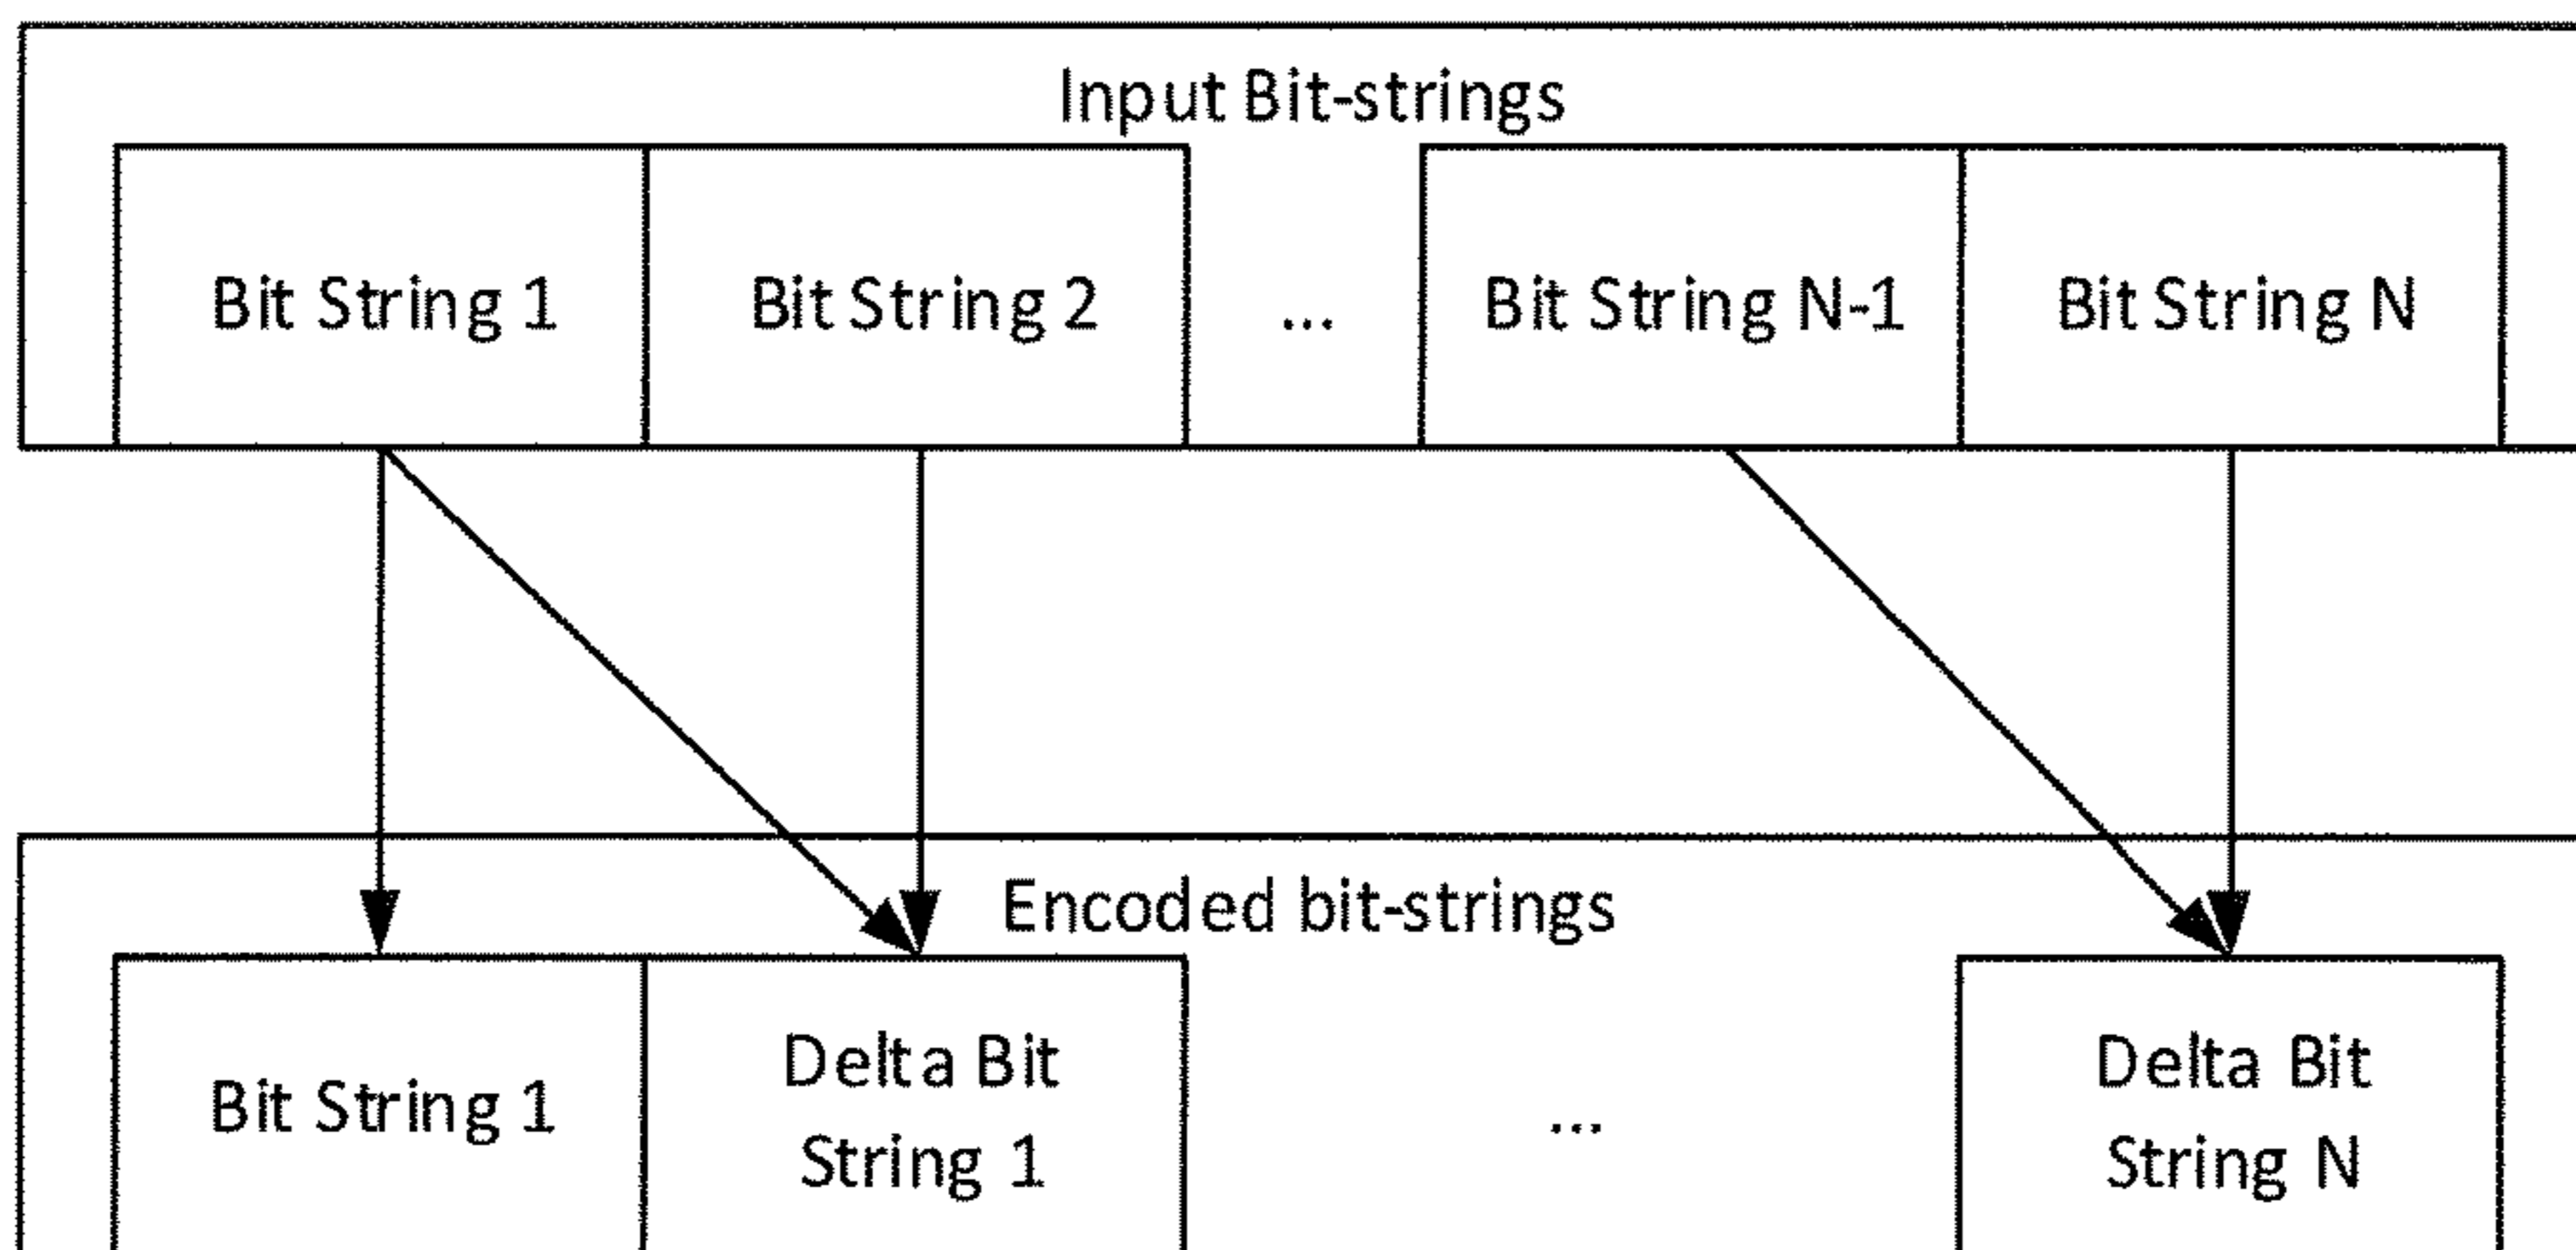 Input Bit-strings
Bit String 1
Bit String 2
...
Bit String N-1
Bit String N
Encoded bit-strings
Bit String 1
Delta Bit
String 1
...
Delta Bit
String N